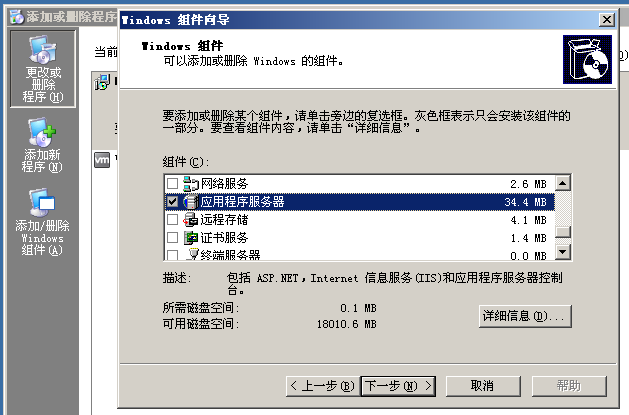 添加或删除程序
Windows 组件向导
更改或
删除
程序(H)
添加新
程序(N)
添加/删除
Windows
组件(A)
当前
vm
Windows 组件
可以添加或删除 Windows 的组件。
要添加或删除某个组件，请单击旁边的复选框。灰色框表示只会安装该组件的
一部分。要查看组件内容，请单击“详细信息”。
组件(C):
网络服务 2.6 MB
应用程序服务器 34.4 MB
远程存储 4.1 MB
证书服务 1.4 MB
终端服务器 0.0 MB
描述: 包括 ASP.NET，Internet 信息服务(IIS)和应用程序服务器控制
台。
所需磁盘空间: 0.1 MB
可用磁盘空间: 18010.6 MB
详细信息(D)...
< 上一步(B) 下一步(N) > 取消 帮助